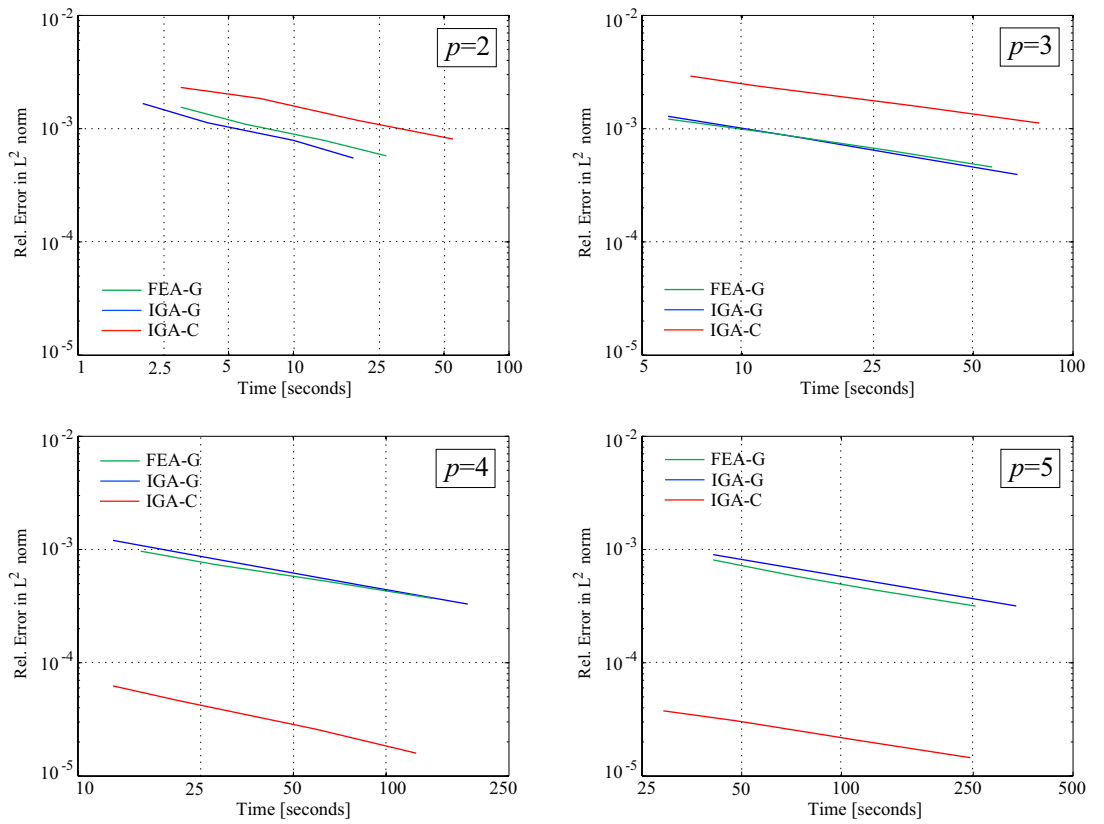 10^-2
10^-3
10^-4
10^-5
Rel. Error in L^2 norm
p=2
FEA-G
IGA-G
IGA-C
1 2.5 5 10 25 50 100
Time [seconds]
10^-2
10^-3
10^-4
10^-5
Rel. Error in L^2 norm
p=3
FEA-G
IGA-G
IGA-C
5 10 25 50 100
Time [seconds]
10^-2
10^-3
10^-4
10^-5
Rel. Error in L^2 norm
FEA-G
IGA-G
IGA-C
p=4
10 25 50 100 250
Time [seconds]
10^-2
10^-3
10^-4
10^-5
Rel. Error in L^2 norm
FEA-G
IGA-G
IGA-C
p=5
25 50 100 250 500
Time [seconds]